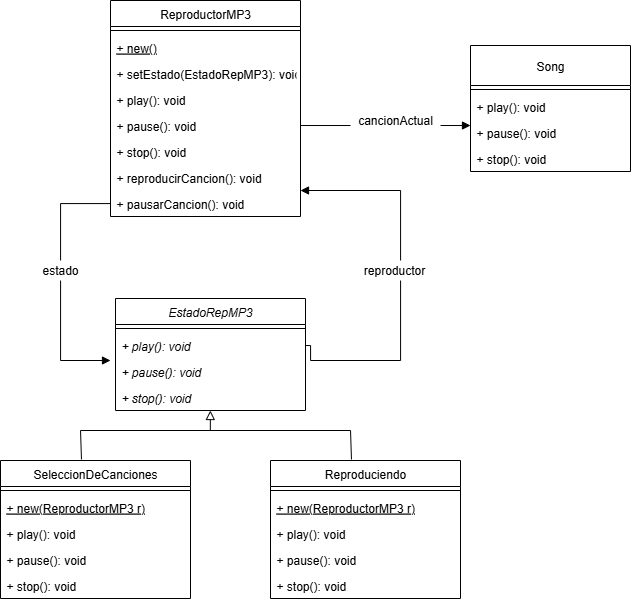 ReproductorMP3
+ new()
+ setEstado(EstadoRepMP3): voi
+ play(): void
+ pause(): void
+ stop(): void
+ reproducirCancion(): void
+ pausarCancion(): void
cancionActual
Song
+ play(): void
+ pause(): void
+ stop(): void
estado
reproductor
EstadoRepMP3
+ play(): void
+ pause(): void
+ stop(): void
SeleccionDeCanciones
+ new(ReproductorMP3 r)
+ play(): void
+ pause(): void
+ stop(): void
Reproduciendo
+ new(ReproductorMP3 r)
+ play(): void
+ pause(): void
+ stop(): void